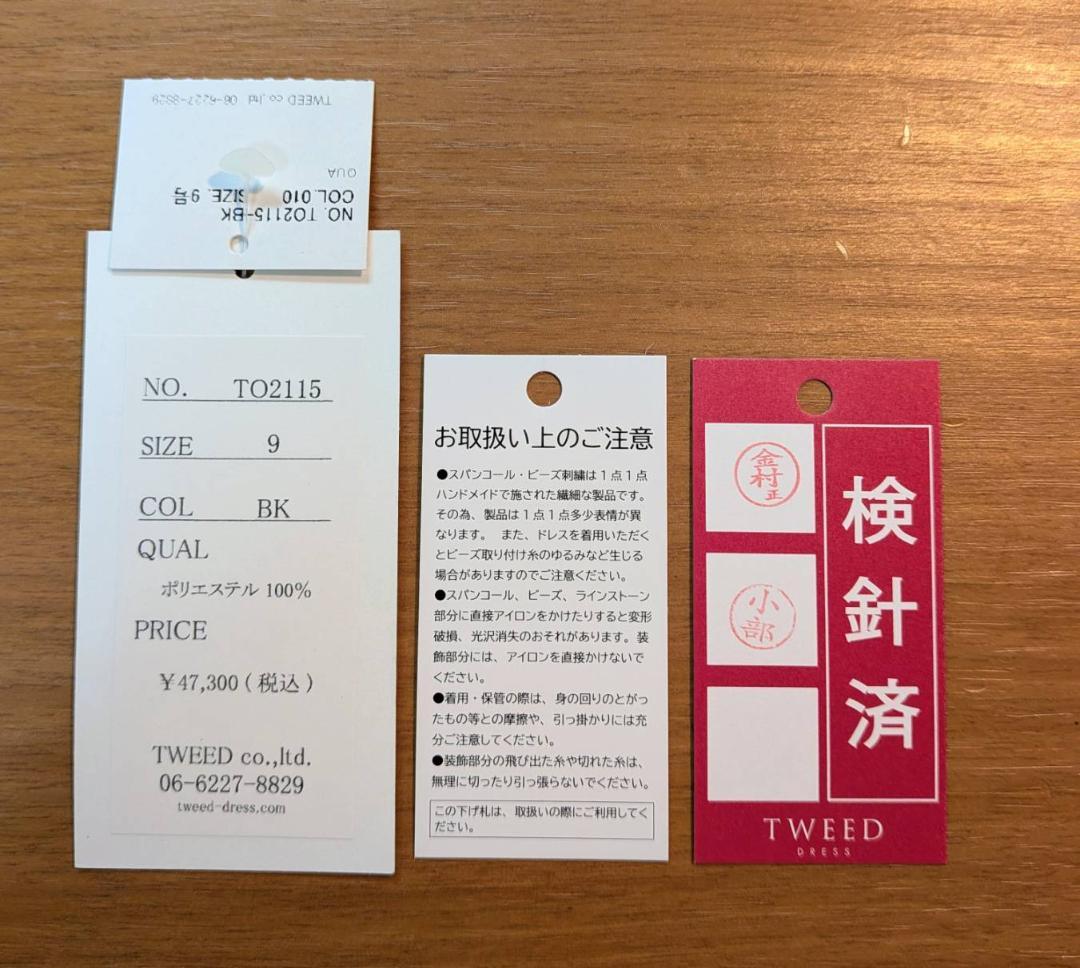 TWEED co.,ltd 06-6227-8829
QUA
COL.010 SIZE. 9号
NO. TO2115-BK
NO. TO2115
SIZE 9
COL BK
QUAL
ポリエステル 100%
PRICE
￥47,300 ( 税込 )
TWEED co.,ltd.
06-6227-8829
tweed-dress.com
お取扱い上のご注意
●スパンコール・ビーズ刺繍は１点１点
ハンドメイドで施された繊細な製品です。
その為、製品は１点１点多少表情が異
なります。 また、ドレスを着用いただく
とビーズ取り付け糸のゆるみなど生じる
場合がありますのでご注意ください。
●スパンコール、ビーズ、ラインストーン
部分に直接アイロンをかけたりすると変形
破損、光沢消失のおそれがあります。装
飾部分には、アイロンを直接かけないで
ください。
●着用・保管の際は、身の回りのとがっ
たもの等との摩擦や、引っ掛かりには充
分ご注意してください。
●装飾部分の飛び出た糸や切れた糸は、
無理に切ったり引っ張らないでください。
この下げ札は、取扱いの際にご利用してく
ださい。
金村正
小部
検針済
TWEED
DRESS